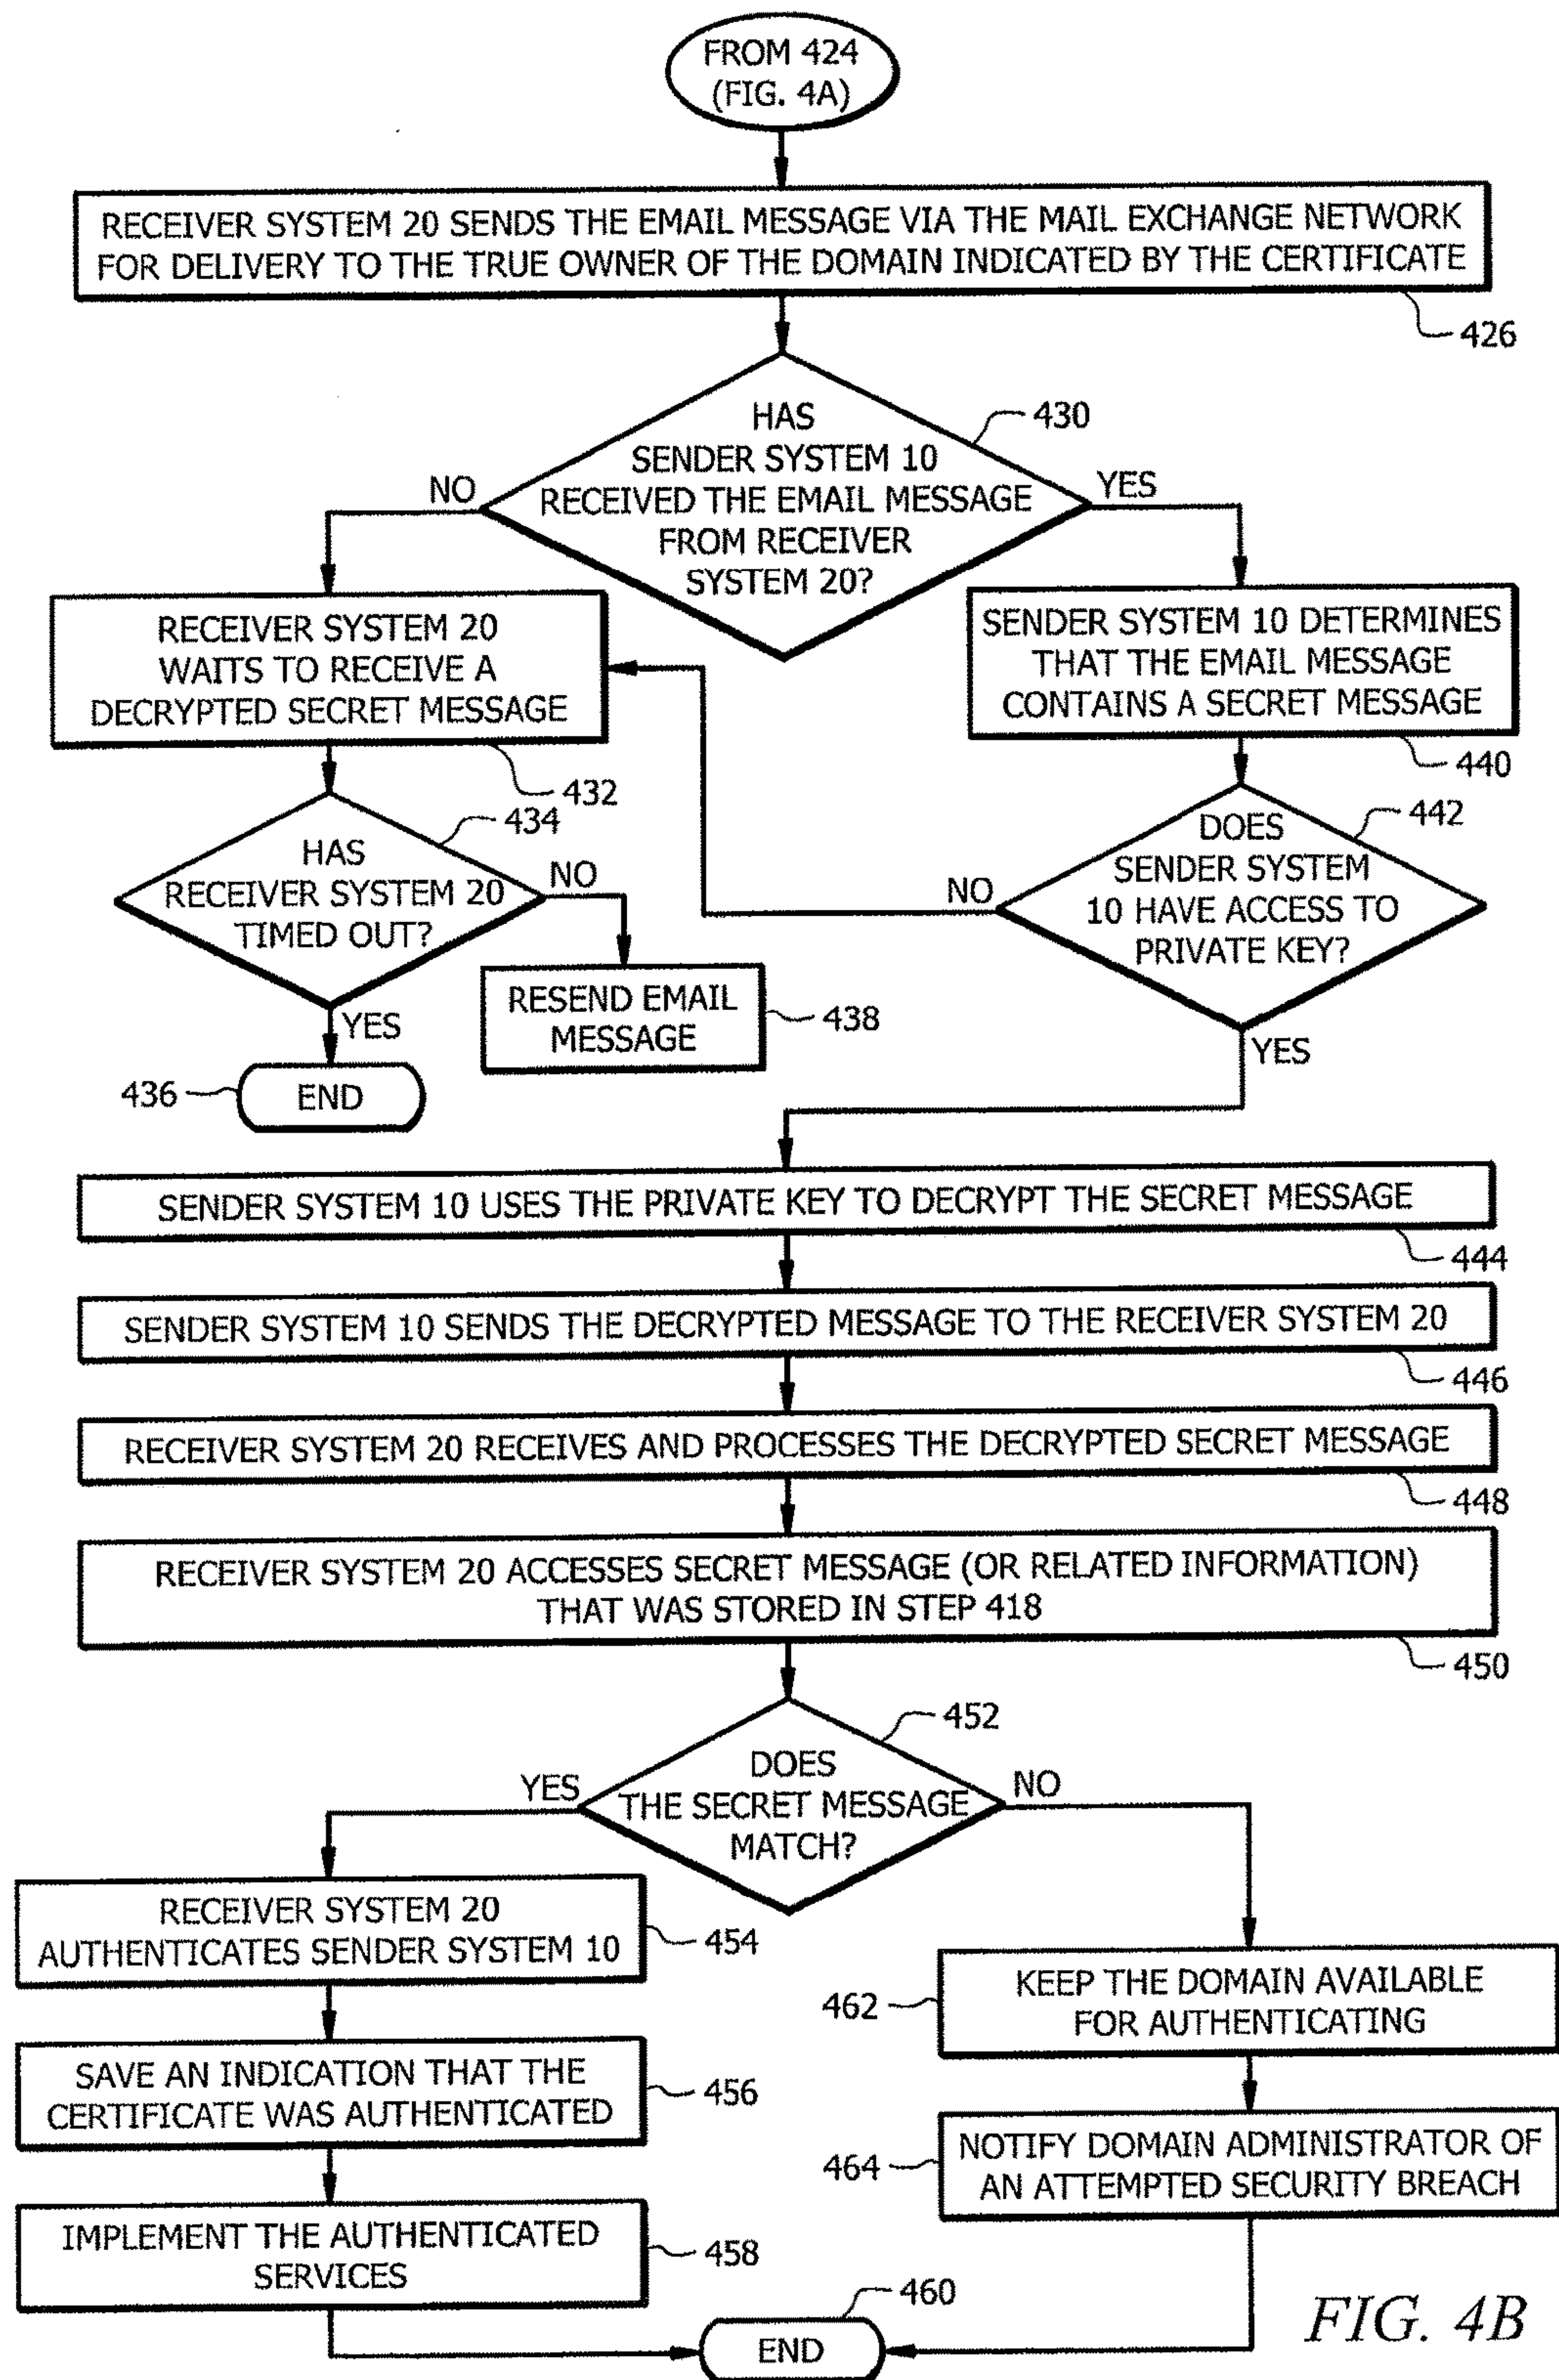 FROM 424
(FIG. 4A)
RECEIVER SYSTEM 20 SENDS THE EMAIL MESSAGE VIA THE MAIL EXCHANGE NETWORK
FOR DELIVERY TO THE TRUE OWNER OF THE DOMAIN INDICATED BY THE CERTIFICATE
426
HAS
SENDER SYSTEM 10
RECEIVED THE EMAIL MESSAGE
FROM RECEIVER
SYSTEM 20?
430
NO
YES
RECEIVER SYSTEM 20
WAITS TO RECEIVE A
DECRYPTED SECRET MESSAGE
432
SENDER SYSTEM 10 DETERMINES
THAT THE EMAIL MESSAGE
CONTAINS A SECRET MESSAGE
440
HAS
RECEIVER SYSTEM 20
TIMED OUT?
434
NO
YES
RESEND EMAIL
MESSAGE
438
436
END
DOES
SENDER SYSTEM
10 HAVE ACCESS TO
PRIVATE KEY?
442
NO
YES
SENDER SYSTEM 10 USES THE PRIVATE KEY TO DECRYPT THE SECRET MESSAGE
444
SENDER SYSTEM 10 SENDS THE DECRYPTED MESSAGE TO THE RECEIVER SYSTEM 20
446
RECEIVER SYSTEM 20 RECEIVES AND PROCESSES THE DECRYPTED SECRET MESSAGE
448
RECEIVER SYSTEM 20 ACCESSES SECRET MESSAGE (OR RELATED INFORMATION)
THAT WAS STORED IN STEP 418
450
DOES
THE SECRET MESSAGE
MATCH?
452
YES
NO
RECEIVER SYSTEM 20
AUTHENTICATES SENDER SYSTEM 10
454
SAVE AN INDICATION THAT THE
CERTIFICATE WAS AUTHENTICATED
456
IMPLEMENT THE AUTHENTICATED
SERVICES
458
462
KEEP THE DOMAIN AVAILABLE
FOR AUTHENTICATING
464
NOTIFY DOMAIN ADMINISTRATOR OF
AN ATTEMPTED SECURITY BREACH
460
END
FIG. 4B